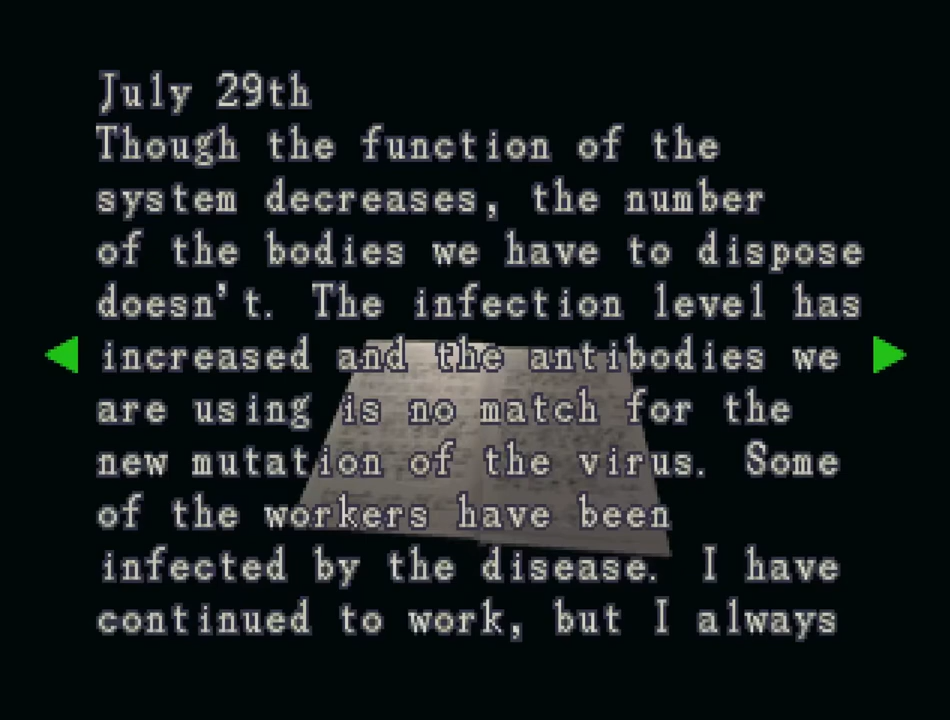 July 29th
Though the function of the
system decreases, the number
of the bodies we have to dispose
doesn't. The infection level has
increased and the antibodies we
are using is no match for the
new mutation of the virus. Some
of the workers have been
infected by the disease. I have
continued to work, but I always